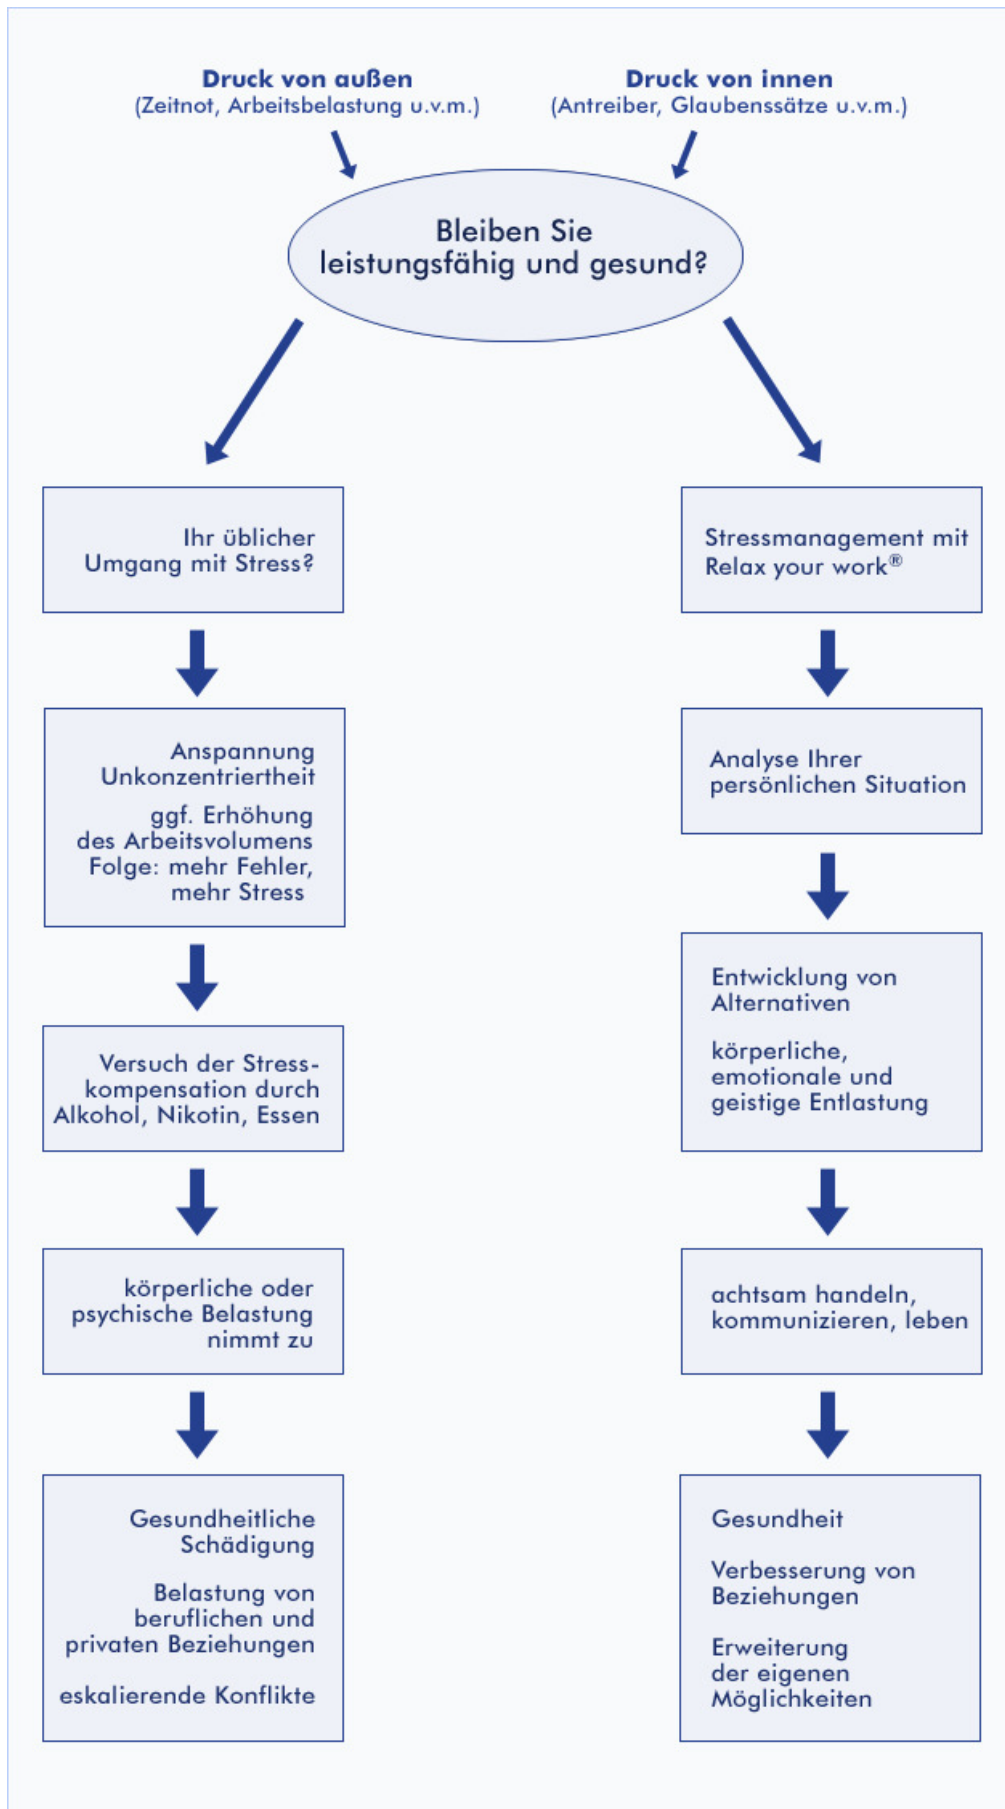 Druck von außen
(Zeitnot, Arbeitsbelastung u.v.m.)
Druck von innen
(Antreiber, Glaubenssätze u.v.m.)
Bleiben Sie
leistungsfähig und gesund?
Ihr üblicher
Umgang mit Stress?
Anspannung
Unkonzentriertheit
ggf. Erhöhung
des Arbeitsvolumens
Folge: mehr Fehler,
mehr Stress
Versuch der Stress-
kompensation durch
Alkohol, Nikotin, Essen
körperliche oder
psychische Belastung
nimmt zu
Gesundheitliche
Schädigung
Belastung von
beruflichen und
privaten Beziehungen
eskalierende Konflikte
Stressmanagement mit
Relax your work®
Analyse Ihrer
persönlichen Situation
Entwicklung von
Alternativen
körperliche,
emotionale und
geistige Entlastung
achtsam handeln,
kommunizieren, leben
Gesundheit
Verbesserung von
Beziehungen
Erweiterung
der eigenen
Möglichkeiten